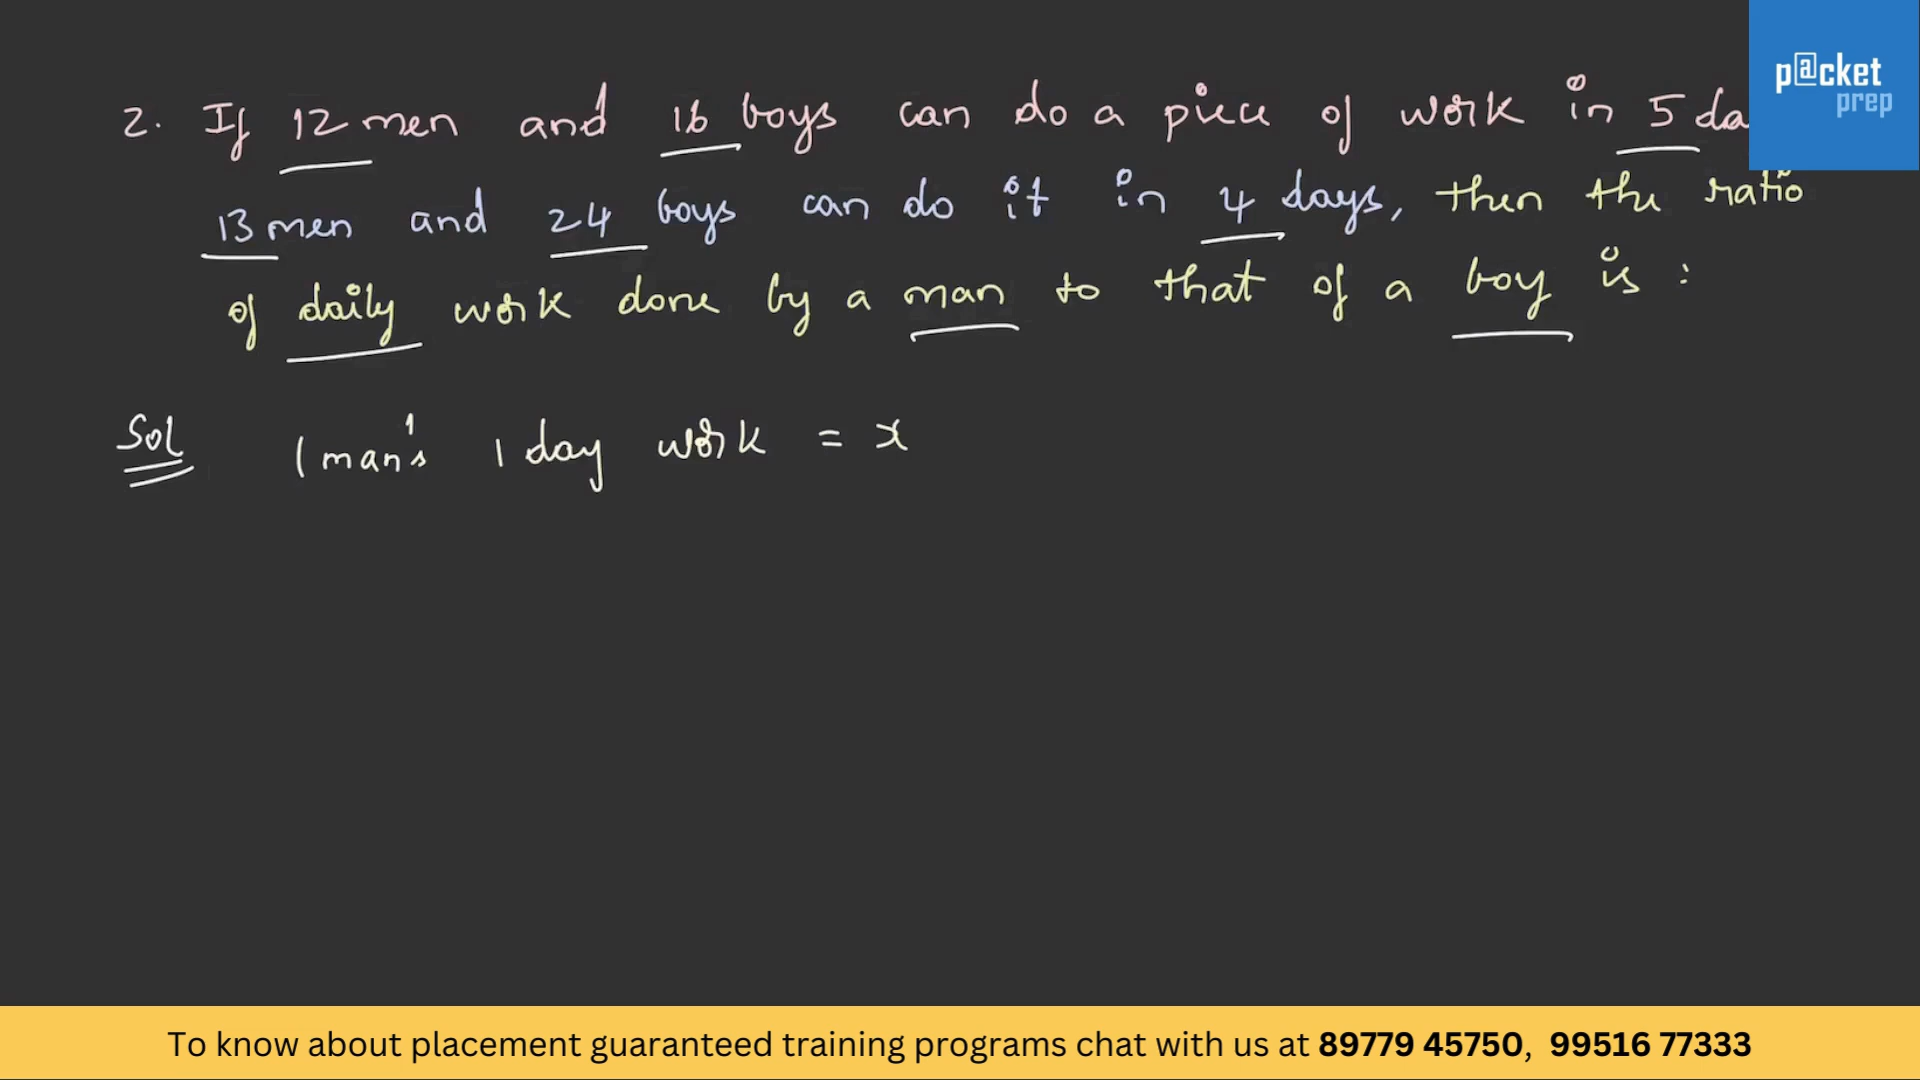 p@cket
prep
2. If 12 men and 16 boys can do a piece of work in 5 da
13 men and 24 boys can do it in 4 days, then the ratio
of daily work done by a man to that of a boy is :
Sol 1 man's 1 day work = x
To know about placement guaranteed training programs chat with us at 89779 45750, 99516 77333